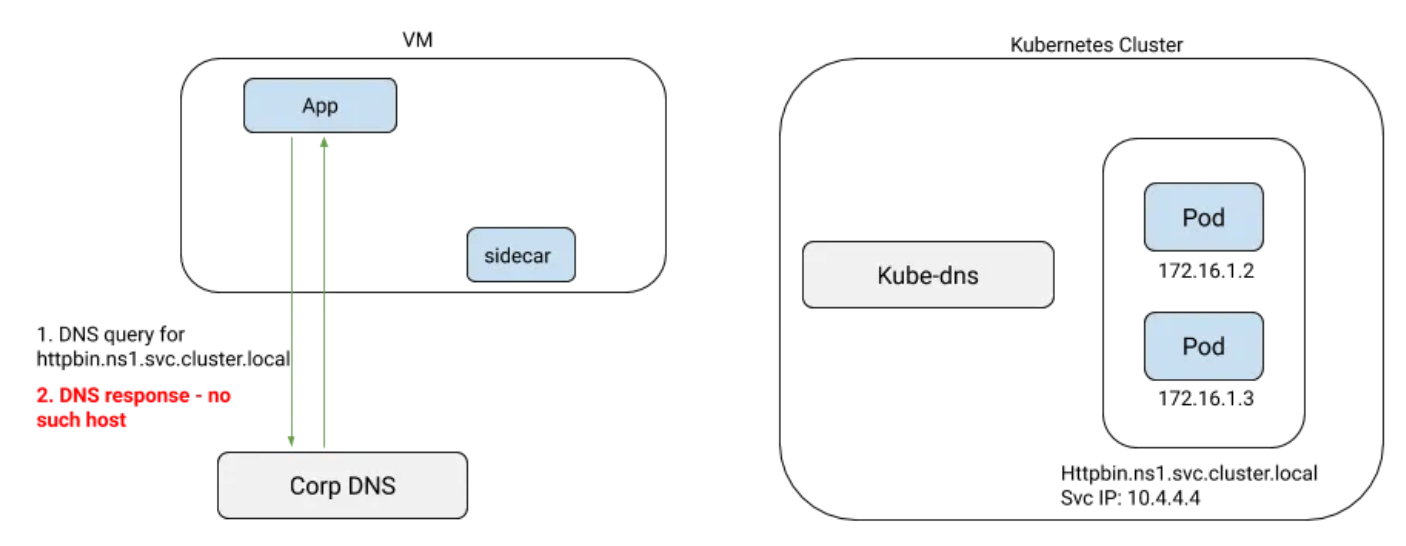 VM
App
sidecar
1. DNS query for
httpbin.ns1.svc.cluster.local
2. DNS response - no
such host
Corp DNS
Kubernetes Cluster
Kube-dns
Pod
172.16.1.2
Pod
172.16.1.3
Httpbin.ns1.svc.cluster.local
Svc IP: 10.4.4.4